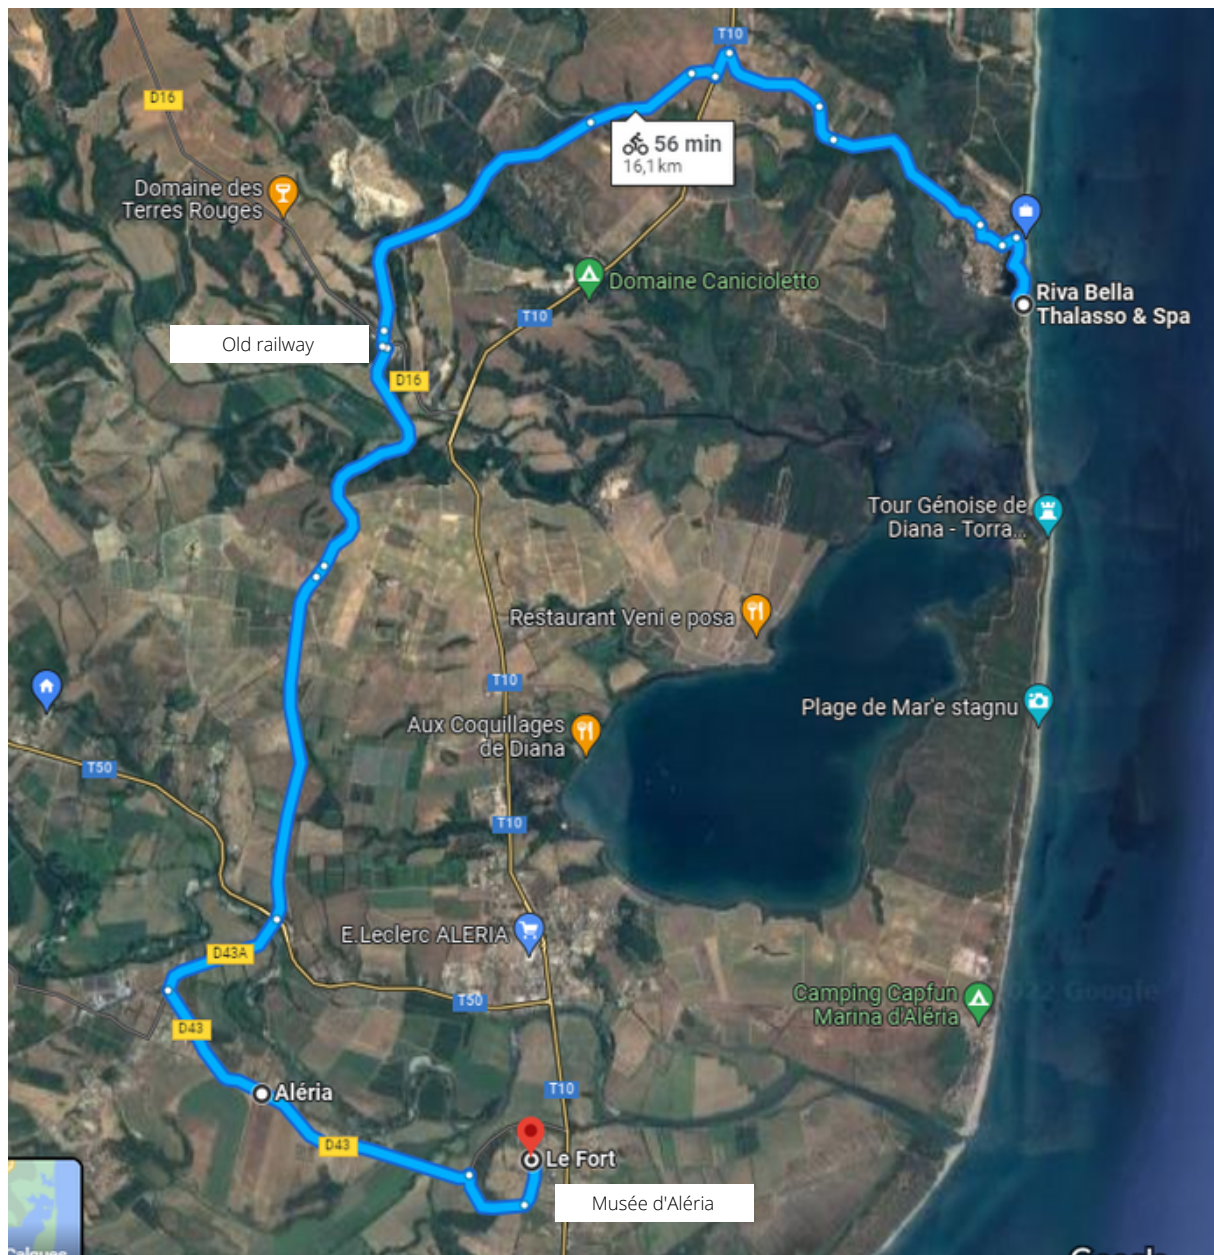 T10
D16
56 min
16,1 km
Domaine des
Terres Rouges
Domaine Canicioletto
Riva Bella
Thalasso & Spa
T10
Old railway
D16
Tour Génoise de
Diana - Torra...
Restaurant Veni e posa
T10
Plage de Mar'e stagnu
Aux Coquillages
de Diana
T50
T10
E.Leclerc ALERIA
D43A
T50
Camping Capfun
Marina d'Aléria
2022 Google
D43
Aléria
T10
D43
Le Fort
Musée d'Aléria